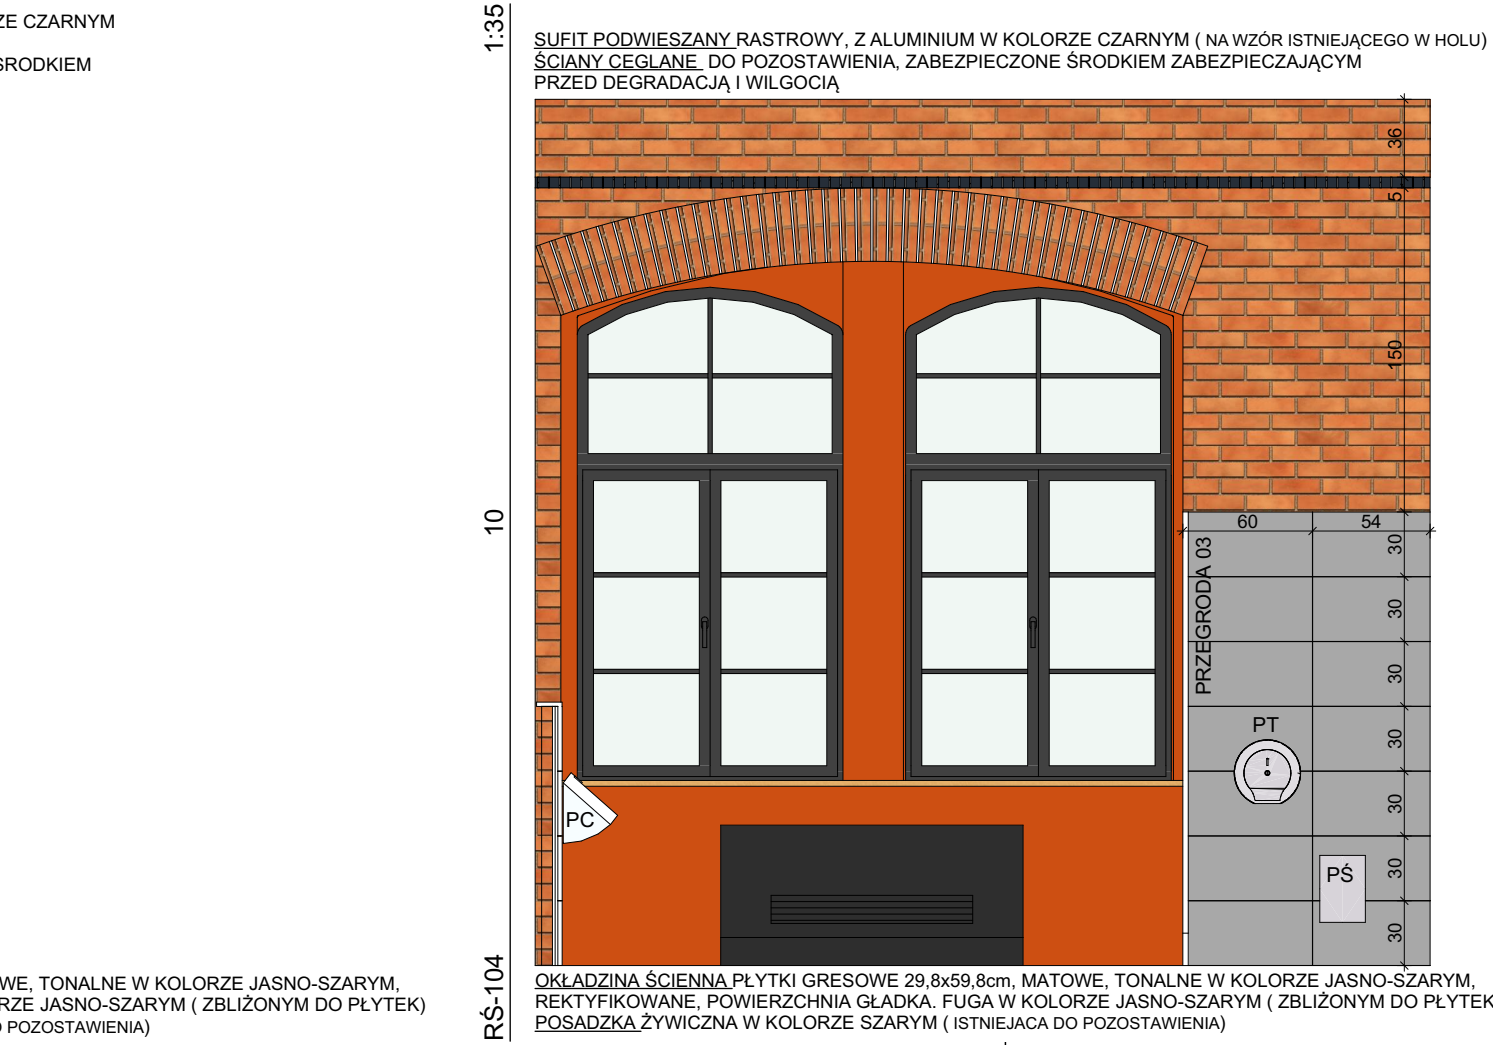 ZE CZARNYM
ŚRODKIEM
1:35
SUFIT PODWIESZANY RASTROWY, Z ALUMINIUM W KOLORZE CZARNYM ( NA WZÓR ISTNIEJĄCEGO W HOLU)
ŚCIANY CEGLANE DO POZOSTAWIENIA, ZABEZPIECZONE ŚRODKIEM ZABEZPIECZAJĄCYM
PRZED DEGRADACJĄ I WILGOCIĄ
36
5
150
10
60
54
30
PRZEGRODA 03
30
30
PT
30
30
PC
30
PŚ
30
RŚ-104
WE, TONALNE W KOLORZE JASNO-SZARYM,
RZE JASNO-SZARYM ( ZBLIŻONYM DO PŁYTEK)
O POZOSTAWIENIA)
OKŁADZINA ŚCIENNA PŁYTKI GRESOWE 29,8x59,8cm, MATOWE, TONALNE W KOLORZE JASNO-SZARYM,
REKTYFIKOWANE, POWIERZCHNIA GŁADKA. FUGA W KOLORZE JASNO-SZARYM ( ZBLIŻONYM DO PŁYTEK
POSADZKA ŻYWICZNA W KOLORZE SZARYM ( ISTNIEJACA DO POZOSTAWIENIA)